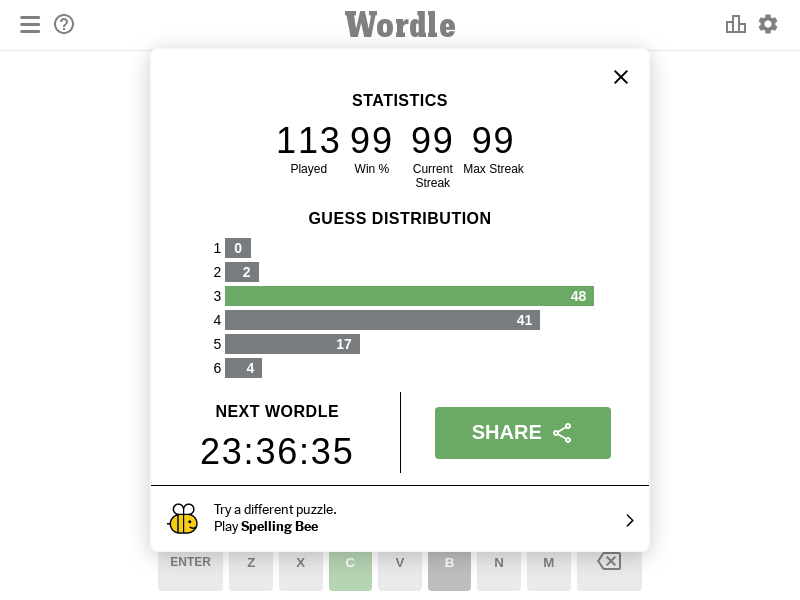 Wordle
STATISTICS
113 99 99 99
Played Win % Current Streak Max Streak
GUESS DISTRIBUTION
1 0
2 2
3 48
4 41
5 17
6 4
NEXT WORDLE
23:36:35
SHARE
Try a different puzzle.
Play Spelling Bee
ENTER Z X C V B N M